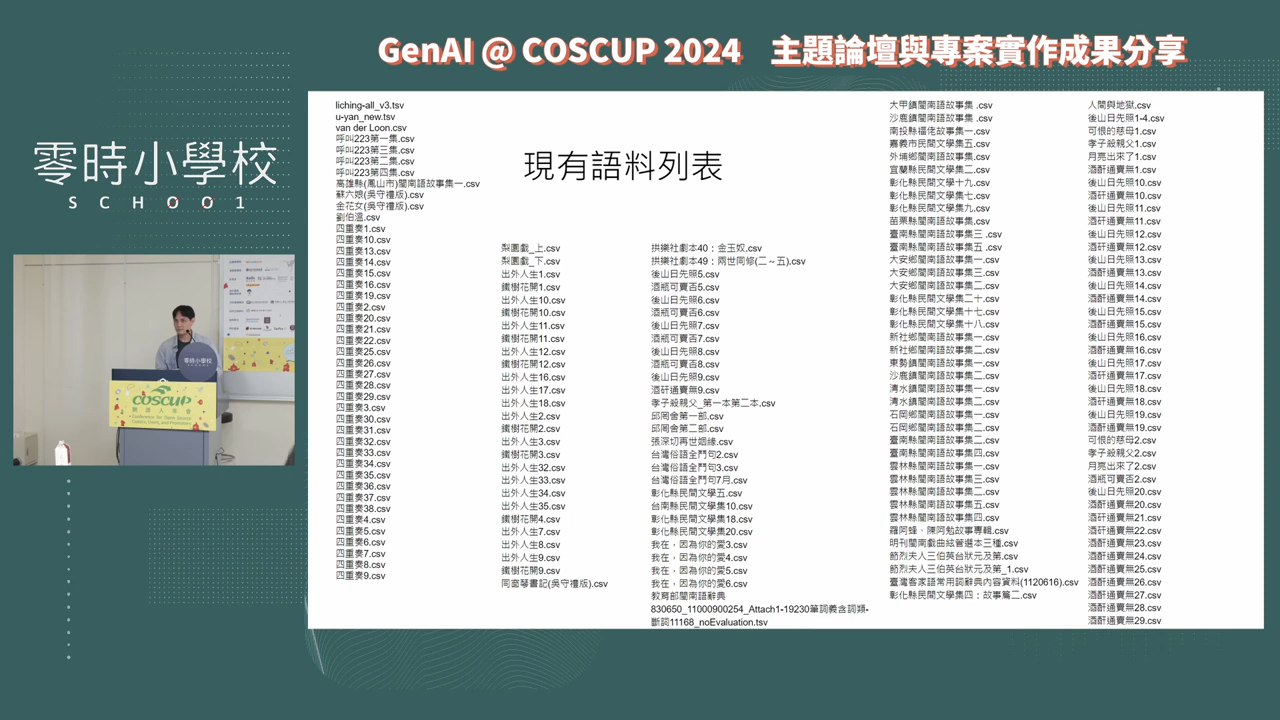 GenAI @ COSCUP 2024 主題論壇與專案實作成果分享
零時小學校
SCHOO1
零時小學校
COSCUP
開源人年會
Conference for Open Source
Coders, Users, and Promoters
現有語料列表
liching-all_v3.tsv
u-yan_new.tsv
van der Loon.csv
呼叫223第一集.csv
呼叫223第三集.csv
呼叫223第二集.csv
呼叫223第四集.csv
高雄縣(鳳山市)閩南語故事集一.csv
蘇六娘(吳守禮版).csv
金花女(吳守禮版).csv
劉伯溫.csv
四重奏1.csv
四重奏10.csv
四重奏13.csv
四重奏14.csv
四重奏15.csv
四重奏16.csv
四重奏19.csv
四重奏2.csv
四重奏20.csv
四重奏21.csv
四重奏22.csv
四重奏25.csv
四重奏26.csv
四重奏27.csv
四重奏28.csv
四重奏29.csv
四重奏3.csv
四重奏30.csv
四重奏31.csv
四重奏32.csv
四重奏33.csv
四重奏34.csv
四重奏35.csv
四重奏36.csv
四重奏37.csv
四重奏38.csv
四重奏4.csv
四重奏5.csv
四重奏6.csv
四重奏7.csv
四重奏8.csv
四重奏9.csv
梨園戲_上.csv
梨園戲_下.csv
出外人生1.csv
鐵樹花開1.csv
出外人生10.csv
鐵樹花開10.csv
出外人生11.csv
鐵樹花開11.csv
出外人生12.csv
鐵樹花開12.csv
出外人生16.csv
出外人生17.csv
出外人生18.csv
出外人生2.csv
鐵樹花開2.csv
出外人生3.csv
鐵樹花開3.csv
出外人生32.csv
出外人生33.csv
出外人生34.csv
出外人生35.csv
鐵樹花開4.csv
出外人生7.csv
出外人生8.csv
出外人生9.csv
鐵樹花開9.csv
同窗琴書記(吳守禮版).csv
拱樂社劇本40：金玉奴.csv
拱樂社劇本49：兩世同修(二～五).csv
後山日先照5.csv
酒瓶可賣否5.csv
後山日先照6.csv
酒瓶可賣否6.csv
後山日先照7.csv
酒瓶可賣否7.csv
後山日先照8.csv
酒瓶可賣否8.csv
後山日先照9.csv
酒矸通賣無9.csv
孝子殺親父_第一本第二本.csv
邱罔舍第一部.csv
邱罔舍第二部.csv
張深切再世姻緣.csv
台灣俗語全鬥句2.csv
台灣俗語全鬥句3.csv
台灣俗語全鬥句7月.csv
彰化縣民間文學五.csv
台南縣民間文學集10.csv
彰化縣民間文學集18.csv
彰化縣民間文學集20.csv
我在，因為你的愛3.csv
我在，因為你的愛4.csv
我在，因為你的愛5.csv
我在，因為你的愛6.csv
教育部閩南語辭典
830650_11000900254_Attach1-19230筆詞義含詞類-
斷詞11168_noEvaluation.tsv
大甲鎮閩南語故事集 .csv
沙鹿鎮閩南語故事集 .csv
南投縣福佬故事集一.csv
嘉義市民間文學集五.csv
外埔鄉閩南語故事集.csv
宜蘭縣民間文學集二.csv
彰化縣民間文學十九.csv
彰化縣民間文學集七.csv
彰化縣民間文學集九.csv
苗栗縣閩南語故事集.csv
臺南縣閩南語故事集三 .csv
臺南縣閩南語故事集五 .csv
大安鄉閩南語故事集一.csv
大安鄉閩南語故事集三.csv
大安鄉閩南語故事集二.csv
彰化縣民間文學集二十.csv
彰化縣民間文學集十七.csv
彰化縣民間文學集十八.csv
新社鄉閩南語故事集一.csv
新社鄉閩南語故事集二.csv
東勢鎮閩南語故事集一.csv
沙鹿鎮閩南語故事集二.csv
清水鎮閩南語故事集一.csv
清水鎮閩南語故事集二.csv
石岡鄉閩南語故事集一.csv
石岡鄉閩南語故事集二.csv
臺南縣閩南語故事集二.csv
臺南縣閩南語故事集四.csv
雲林縣閩南語故事集一.csv
雲林縣閩南語故事集三.csv
雲林縣閩南語故事集二.csv
雲林縣閩南語故事集五.csv
雲林縣閩南語故事集四.csv
羅阿蜂、陳阿勉故事專輯.csv
明刊閩南戲曲絃管選本三種.csv
節烈夫人三伯英台狀元及第.csv
節烈夫人三伯英台狀元及第_1.csv
臺灣客家語常用詞辭典內容資料(1120616).csv
彰化縣民間文學集四：故事篇二.csv
人間與地獄.csv
後山日先照1-4.csv
可恨的慈母1.csv
孝子殺親父1.csv
月亮出來了1.csv
酒酐通賣無1.csv
後山日先照10.csv
酒矸通賣無10.csv
後山日先照11.csv
酒矸通賣無11.csv
後山日先照12.csv
酒矸通賣無12.csv
後山日先照13.csv
酒酐通賣無13.csv
後山日先照14.csv
酒酐通賣無14.csv
後山日先照15.csv
酒酐通賣無15.csv
後山日先照16.csv
酒酐通賣無16.csv
後山日先照17.csv
酒矸通賣無17.csv
後山日先照18.csv
酒矸通賣無18.csv
後山日先照19.csv
酒酐通賣無19.csv
可恨的慈母2.csv
孝子殺親父2.csv
月亮出來了2.csv
酒瓶可賣否2.csv
後山日先照20.csv
酒酐通賣無20.csv
酒矸通賣無21.csv
酒矸通賣無22.csv
酒酐通賣無23.csv
酒酐通賣無24.csv
酒酐通賣無25.csv
酒酐通賣無26.csv
酒酐通賣無27.csv
酒酐通賣無28.csv
酒酐通賣無29.csv